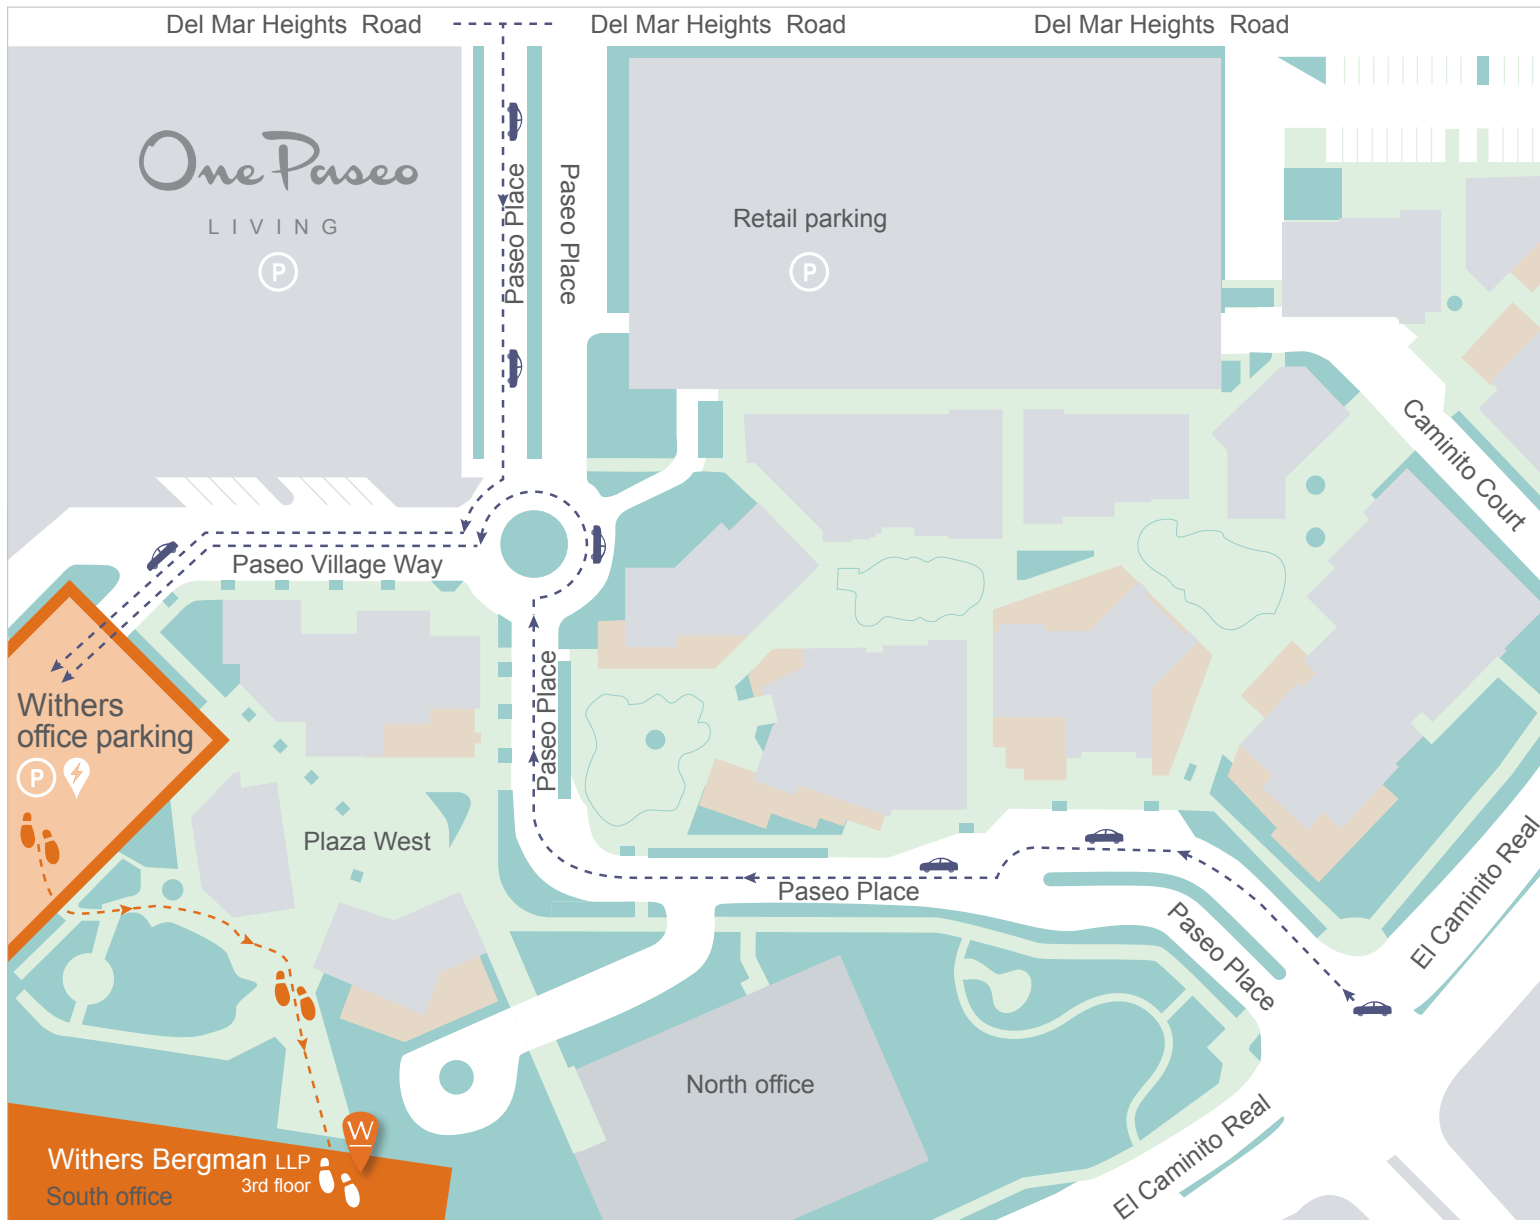 Del Mar Heights Road
Del Mar Heights Road
Del Mar Heights Road
One Paseo
LIVING
P
Paseo Place
Paseo Place
Retail parking
P
Caminito Court
Paseo Village Way
Withers
office parking
P
Paseo Place
Plaza West
Paseo Place
Paseo Place
El Caminito Real
North office
El Caminito Real
W
Withers Bergman LLP
3rd floor
South office